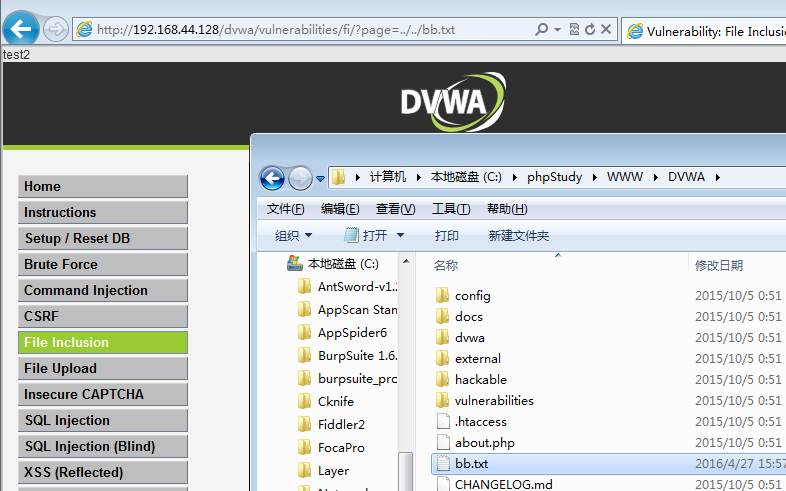 http://192.168.44.128/dvwa/vulnerabilities/fi/?page=../../bb.txt
Vulnerability: File Inclusi
test2
DVWA
Home
Instructions
Setup / Reset DB
Brute Force
Command Injection
CSRF
File Inclusion
File Upload
Insecure CAPTCHA
SQL Injection
SQL Injection (Blind)
XSS (Reflected)
计算机 本地磁盘 (C:) phpStudy WWW DVWA
文件(F) 编辑(E) 查看(V) 工具(T) 帮助(H)
组织 打开 打印 新建文件夹
本地磁盘 (C:)
AntSword-v1.2
AppScan Stan
AppSpider6
BurpSuite 1.6.
burpsuite_pro
Cknife
Fiddler2
FocaPro
Layer
名称 修改日期
config 2015/10/5 0:51
docs 2015/10/5 0:51
dvwa 2015/10/5 0:51
external 2015/10/5 0:51
hackable 2015/10/5 0:51
vulnerabilities 2015/10/5 0:51
.htaccess 2015/10/5 0:51
about.php 2015/10/5 0:51
bb.txt 2016/4/27 15:57
CHANGELOG.md 2015/10/5 0:51